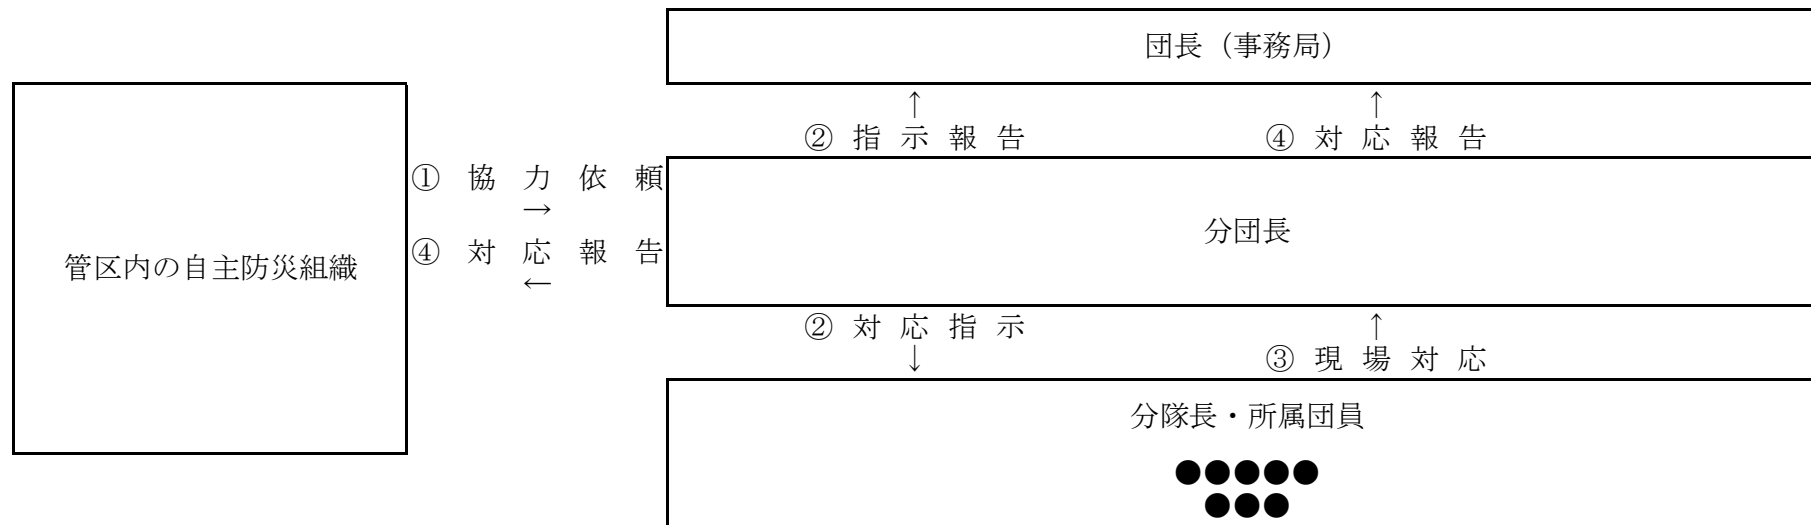 団長（事務局）
↑ ↑
② 指示報告 ④ 対応報告
① 協力依頼
→
④ 対応報告
←
管区内の自主防災組織
分団長
② 対応指示 ↑
↓ ③ 現場対応
分隊長・所属団員
●●●●●
●●●